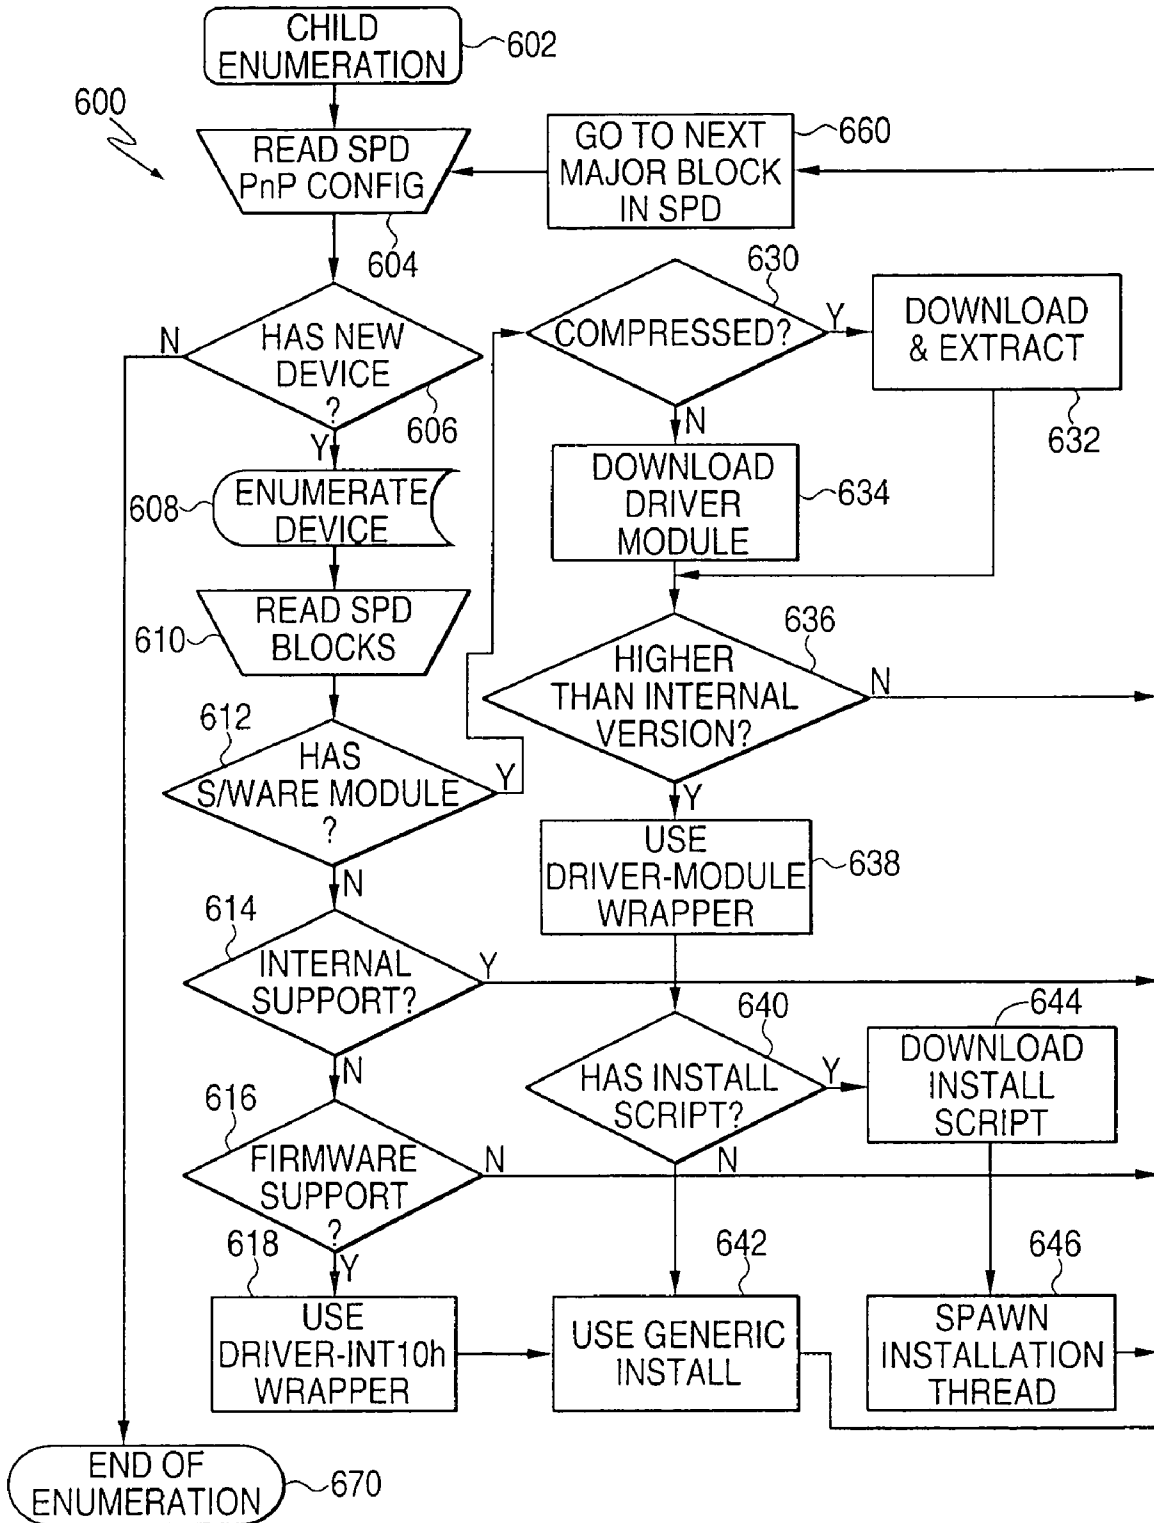 CHILD
ENUMERATION
602
600
READ SPD
PnP CONFIG
604
GO TO NEXT
MAJOR BLOCK
IN SPD
660
HAS NEW
DEVICE
?
606
N
Y
COMPRESSED?
630
Y
N
DOWNLOAD
& EXTRACT
632
608
ENUMERATE
DEVICE
DOWNLOAD
DRIVER
MODULE
634
610
READ SPD
BLOCKS
HIGHER
THAN INTERNAL
VERSION?
636
N
Y
612
HAS
S/WARE MODULE
?
Y
N
USE
DRIVER-MODULE
WRAPPER
638
614
INTERNAL
SUPPORT?
Y
N
640
HAS INSTALL
SCRIPT?
Y
N
644
DOWNLOAD
INSTALL
SCRIPT
616
FIRMWARE
SUPPORT
?
N
Y
618
USE
DRIVER-INT10h
WRAPPER
642
USE GENERIC
INSTALL
646
SPAWN
INSTALLATION
THREAD
END OF
ENUMERATION
670